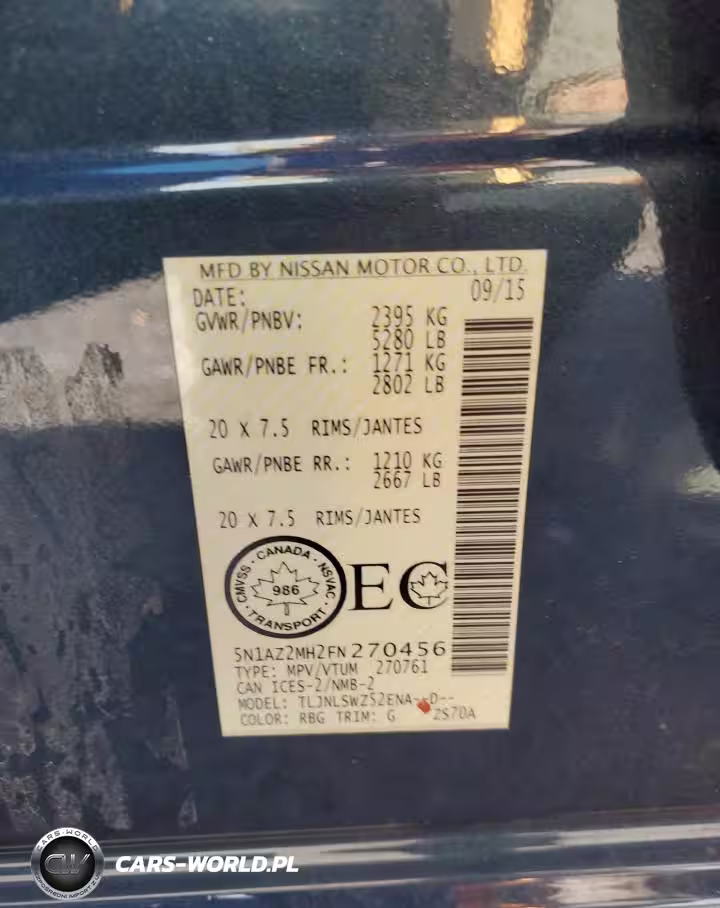 MFD BY NISSAN MOTOR CO., LTD.
DATE: 09/15
GVWR/PNBV: 2395 KG
5280 LB
GAWR/PNBE FR.: 1271 KG
2802 LB
20 X 7.5 RIMS/JANTES
GAWR/PNBE RR.: 1210 KG
2667 LB
20 X 7.5 RIMS/JANTES
CANADA
CMVSS · NSVAC
986
TRANSPORT
EC
5N1AZ2MH2FN270456
TYPE: MPV/VTUM 270761
CAN ICES-2/NMB-2
MODEL: TLJNLSWZ52ENA--D--
COLOR: RBG TRIM: G 2S70A
CARS-WORLD
CW
CARS-WORLD.PL